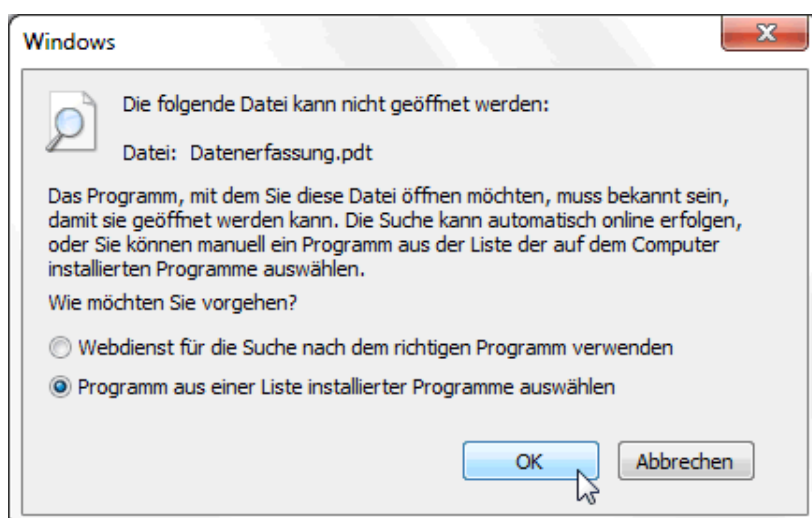 Windows
Die folgende Datei kann nicht geöffnet werden:
Datei: Datenerfassung.pdt
Das Programm, mit dem Sie diese Datei öffnen möchten, muss bekannt sein,
damit sie geöffnet werden kann. Die Suche kann automatisch online erfolgen,
oder Sie können manuell ein Programm aus der Liste der auf dem Computer
installierten Programme auswählen.
Wie möchten Sie vorgehen?
Webdienst für die Suche nach dem richtigen Programm verwenden
Programm aus einer Liste installierter Programme auswählen
OK
Abbrechen